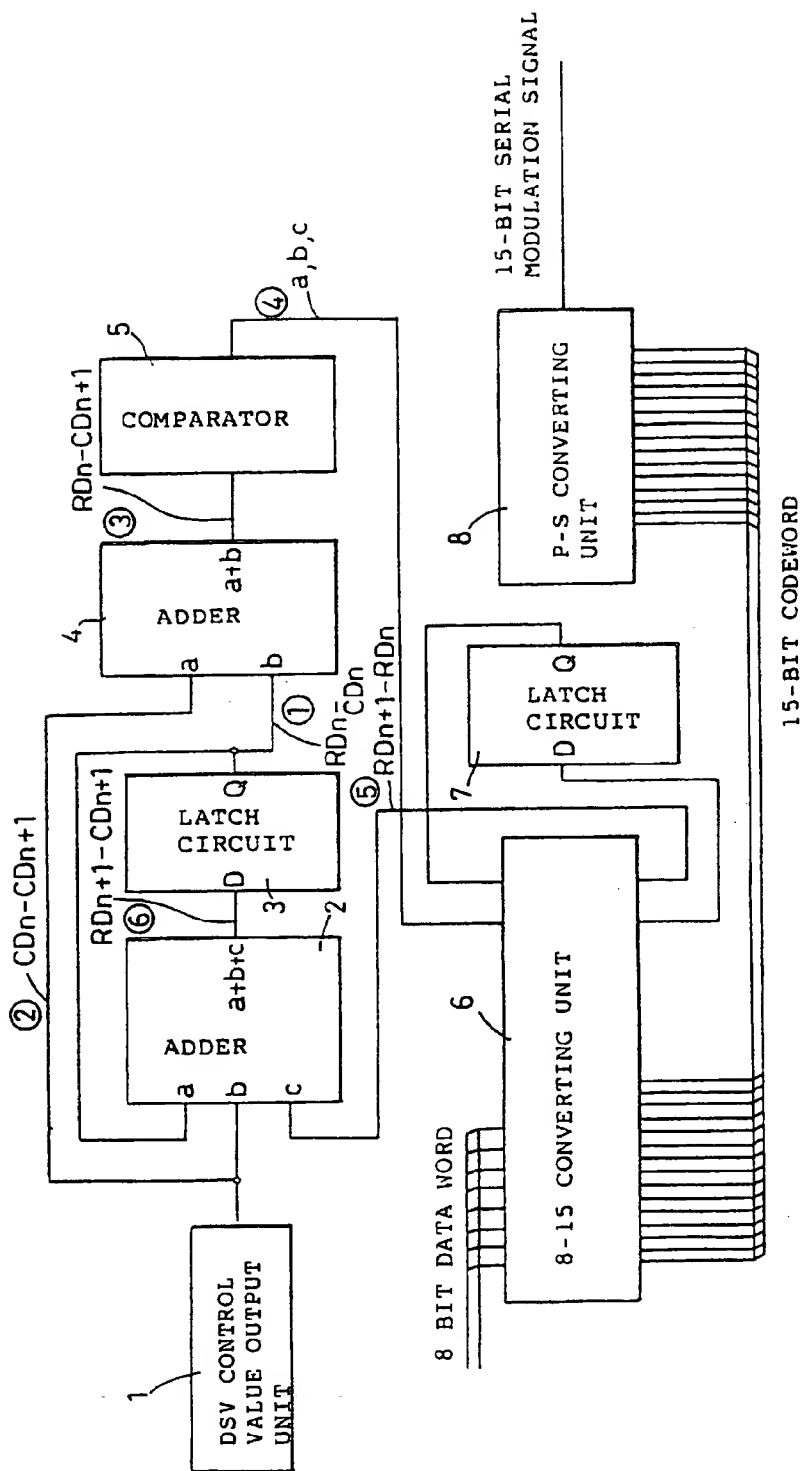 1
DSV CONTROL
VALUE OUTPUT
UNIT
② CDn-CDn+1
a
b
c
ADDER
a+b+c
2
⑥
RDn+1-CDn+1
D
LATCH
CIRCUIT
Q
3
①
RDn-CDn
4
a
b
ADDER
a+b
③
RDn-CDn+1
5
COMPARATOR
④
a,b,c
⑤ RDn+1-RDn
8 BIT DATA WORD
6
8-15 CONVERTING UNIT
7
D
LATCH
CIRCUIT
Q
8
P-S CONVERTING
UNIT
15-BIT SERIAL
MODULATION SIGNAL
15-BIT CODEWORD